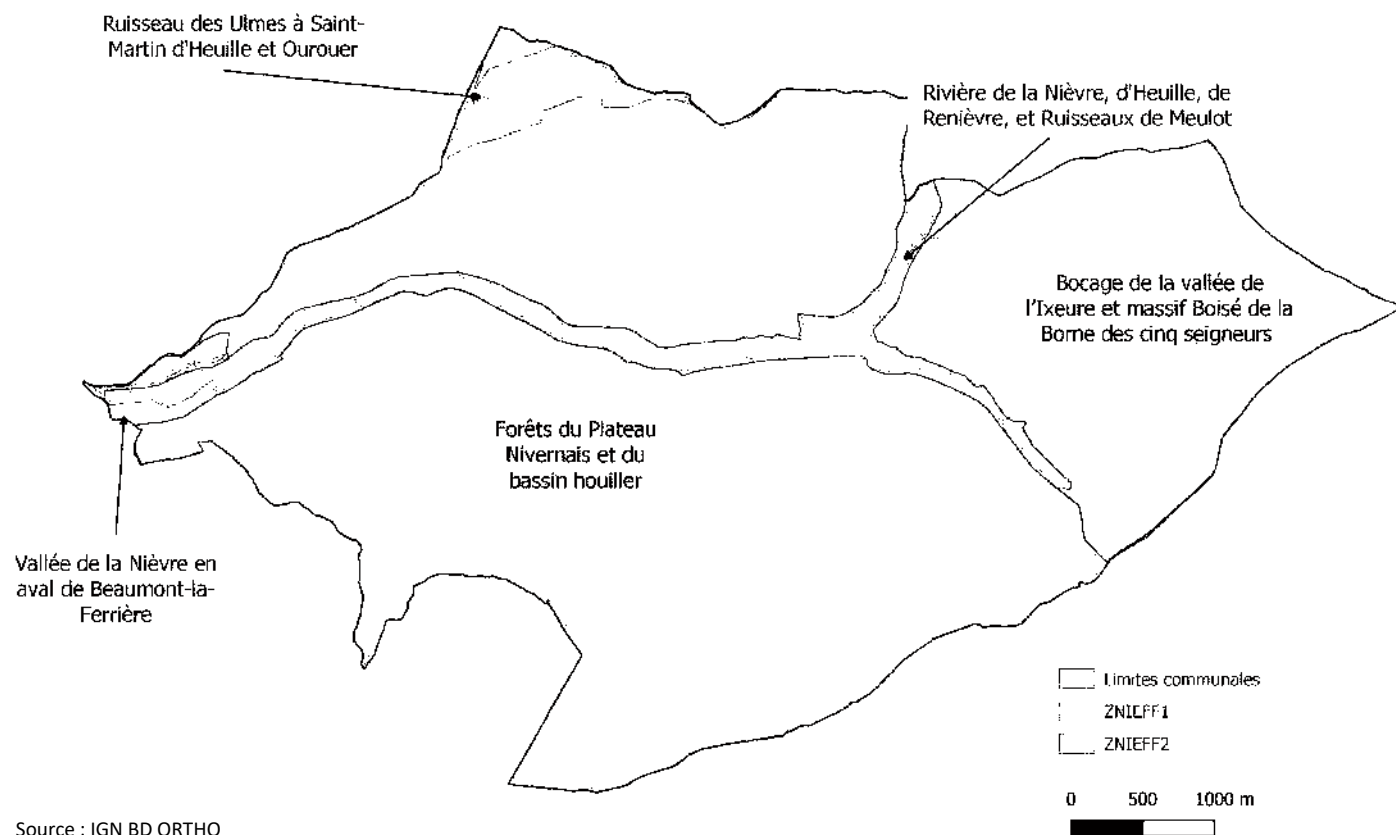 Ruisseau des Ulmes à Saint-
Martin d'Heuille et Ourouer
Rivière de la Nièvre, d'Heuille, de
Renièvre, et Ruisseaux de Meulot
Bocage de la vallée de
l'Ixeure et massif Boisé de la
Borne des cinq seigneurs
Forêts du Plateau
Nivernais et du
bassin houiller
Vallée de la Nièvre en
aval de Beaumont-la-
Ferrière
Limites communales
ZNIEFF1
ZNIEFF2
0 500 1000 m
Source : IGN BD ORTHO